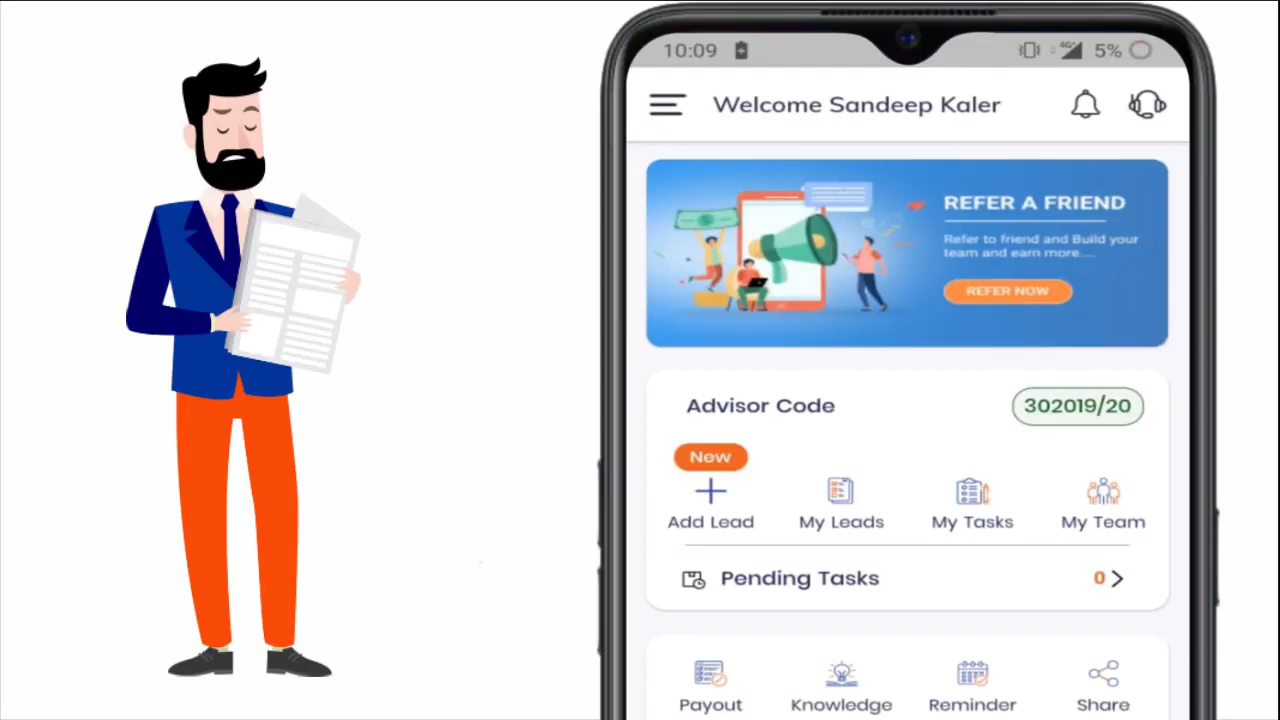 10:09 4G+ 5%
Welcome Sandeep Kaler
REFER A FRIEND
Refer to friend and Build your
team and earn more....
REFER NOW
Advisor Code 302019/20
New
Add Lead My Leads My Tasks My Team
Pending Tasks 0
Payout Knowledge Reminder Share